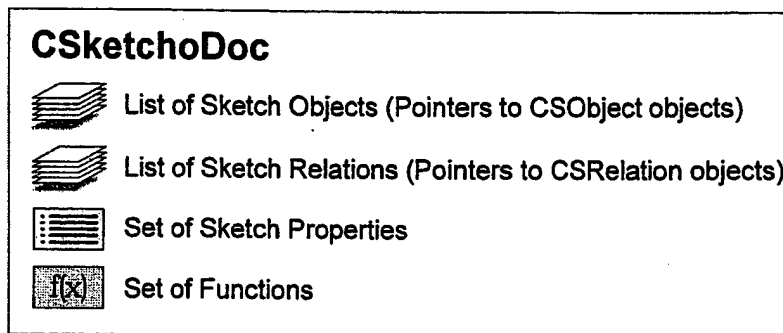 CSketchoDoc
List of Sketch Objects (Pointers to CSObject objects)
List of Sketch Relations (Pointers to CSRelation objects)
Set of Sketch Properties
f(x) Set of Functions